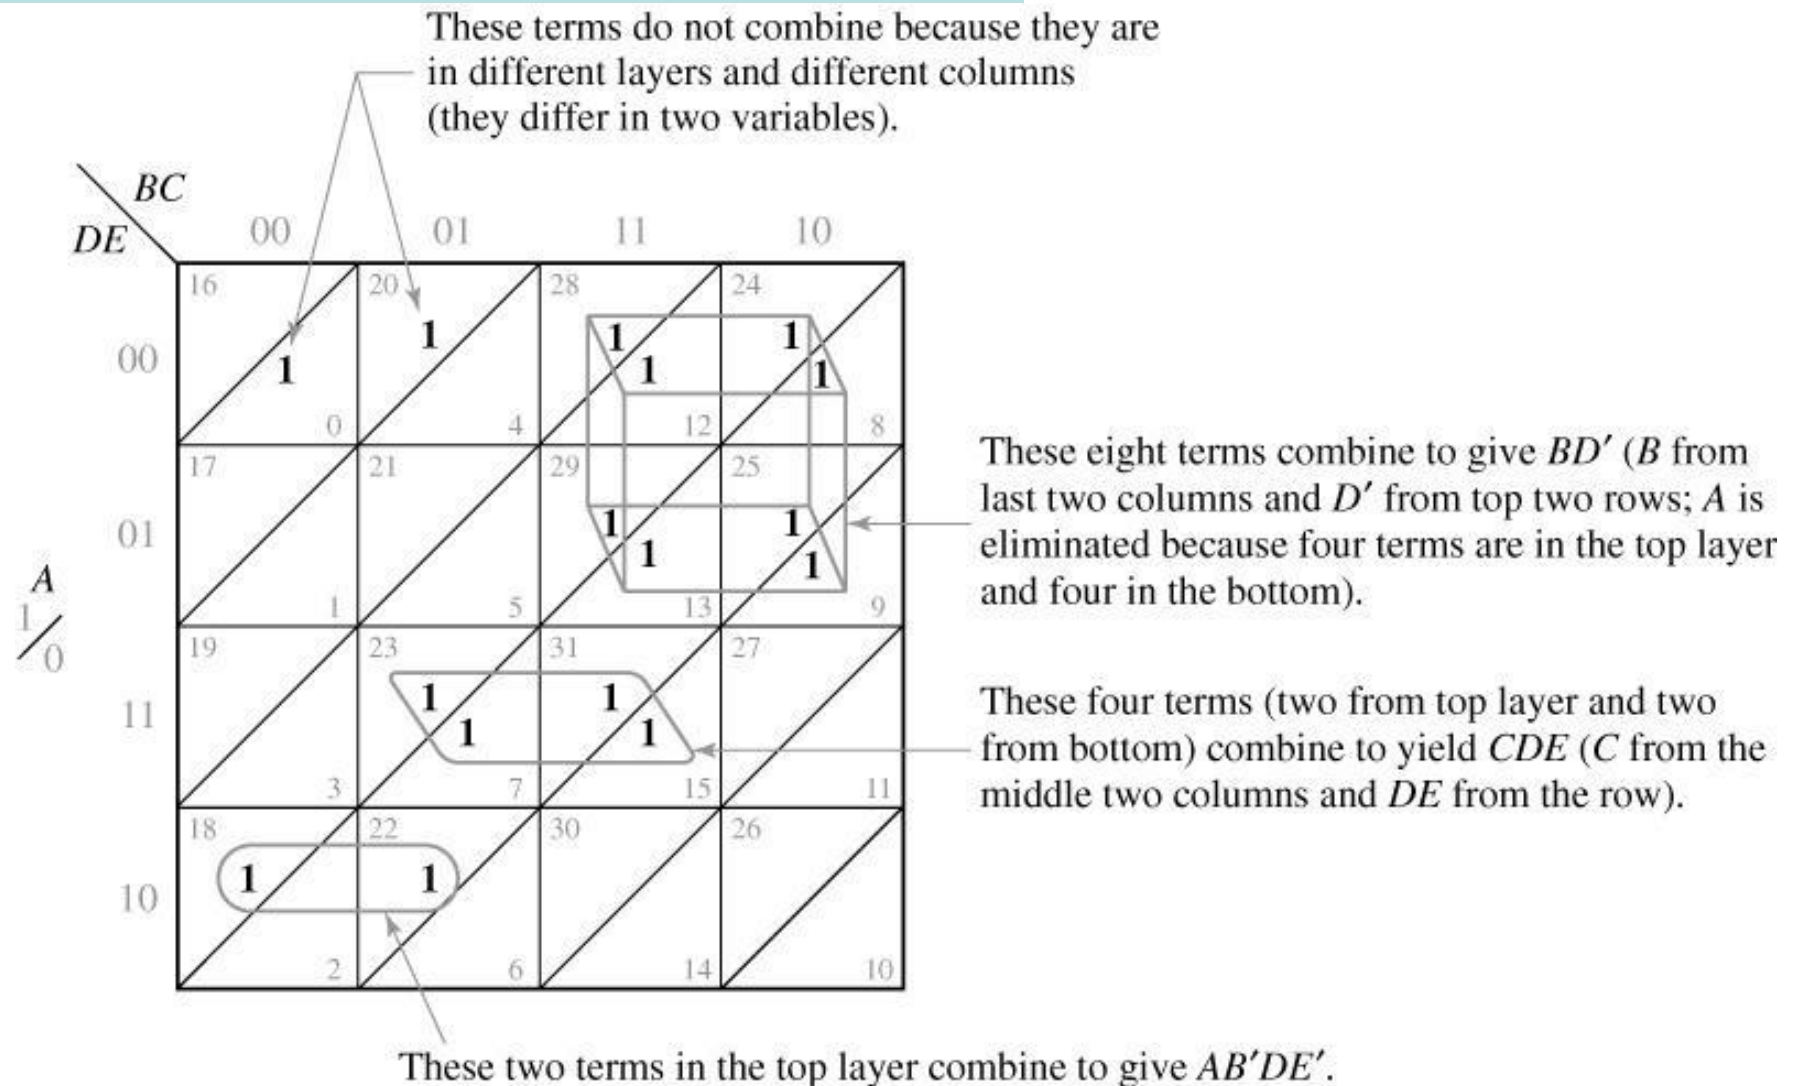 These terms do not combine because they are
in different layers and different columns
(they differ in two variables).
BC
DE
00 01 11 10
16 20 28 24
00 1 1 1 1 1 1
0 4 12 8
17 21 29 25
01 1 1 1 1
1 5 13 9
A
1
0
19 23 31 27
11 1 1 1 1
3 7 15 11
18 22 30 26
10 1 1
2 6 14 10
These eight terms combine to give BD′ (B from
last two columns and D′ from top two rows; A is
eliminated because four terms are in the top layer
and four in the bottom).
These four terms (two from top layer and two
from bottom) combine to yield CDE (C from the
middle two columns and DE from the row).
These two terms in the top layer combine to give AB′DE′.